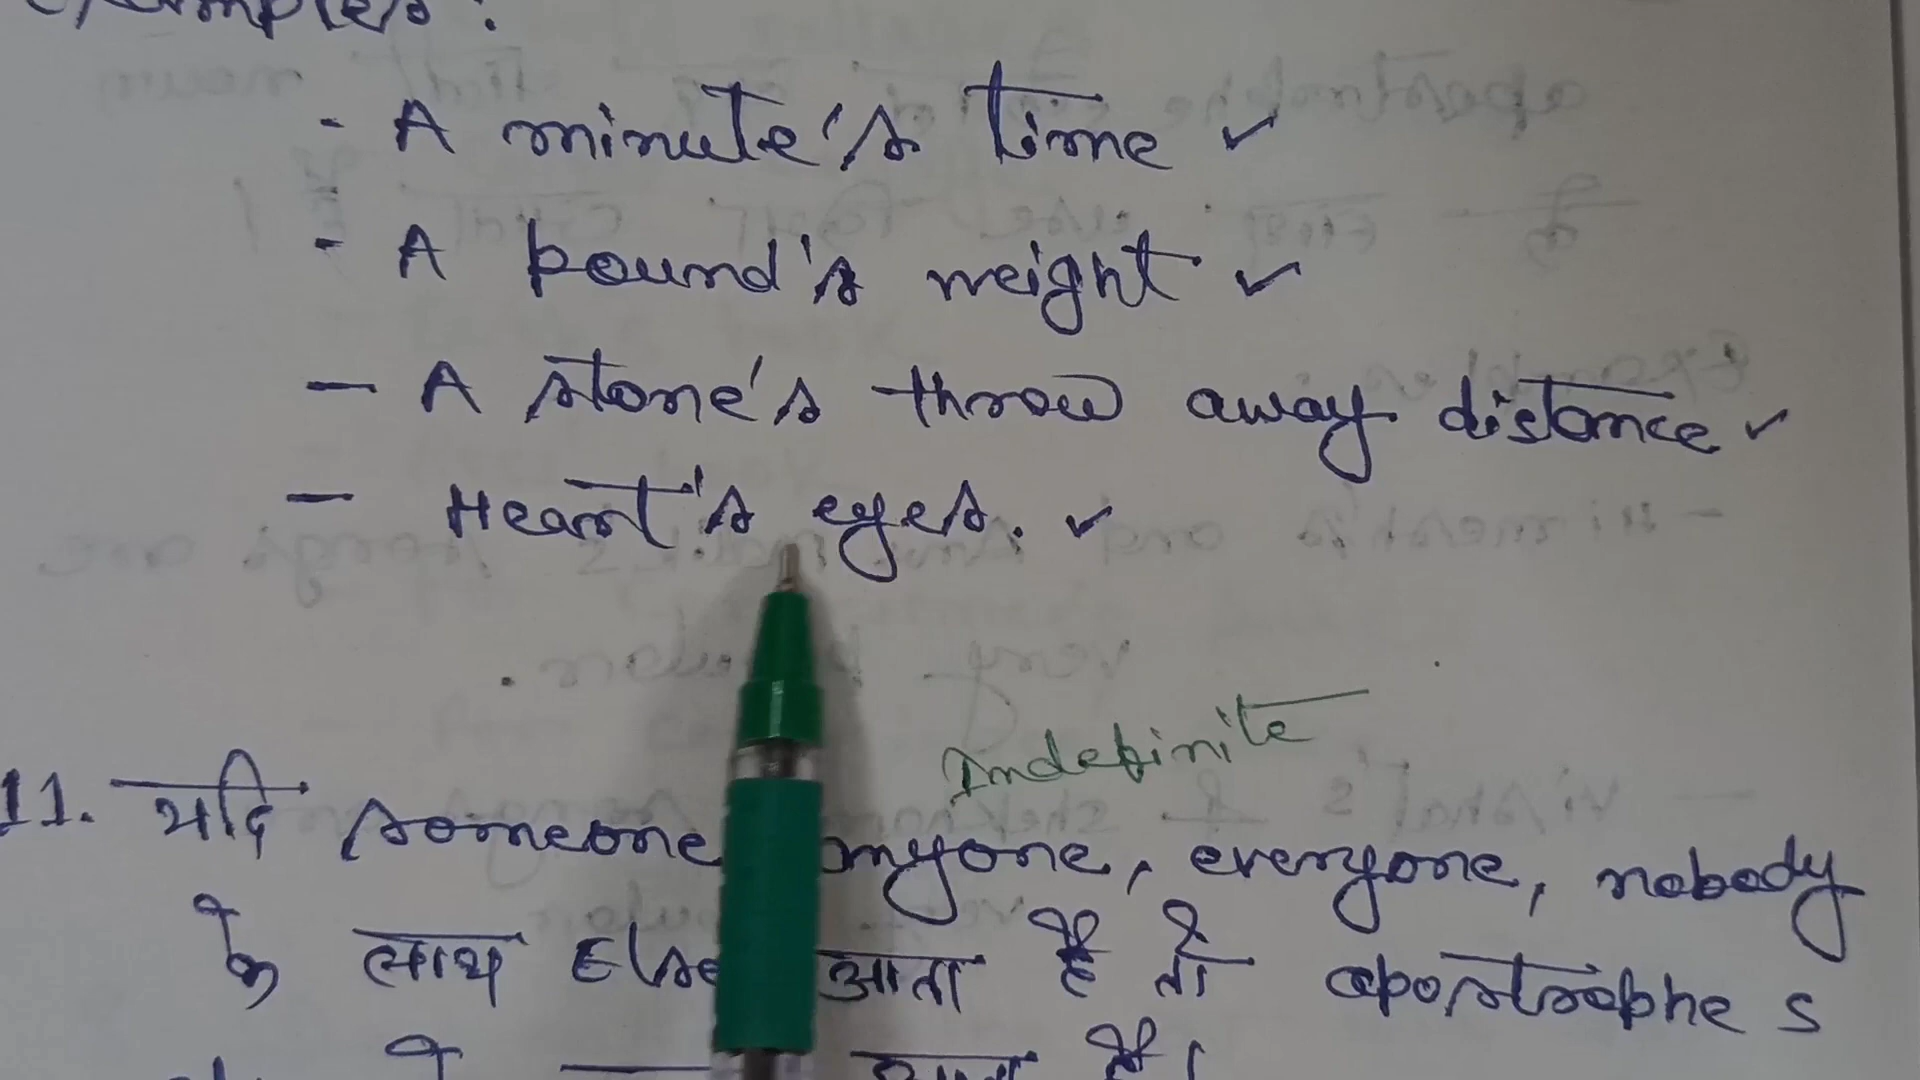 Examples:
- A minute's time ✓
- A pound's weight ✓
- A stone's throw away distance ✓
- Heart's eyes. ✓
Indefinite
11. यदि someone anyone, everyone, nobody
के साथ Else आता है तो apostrophe s